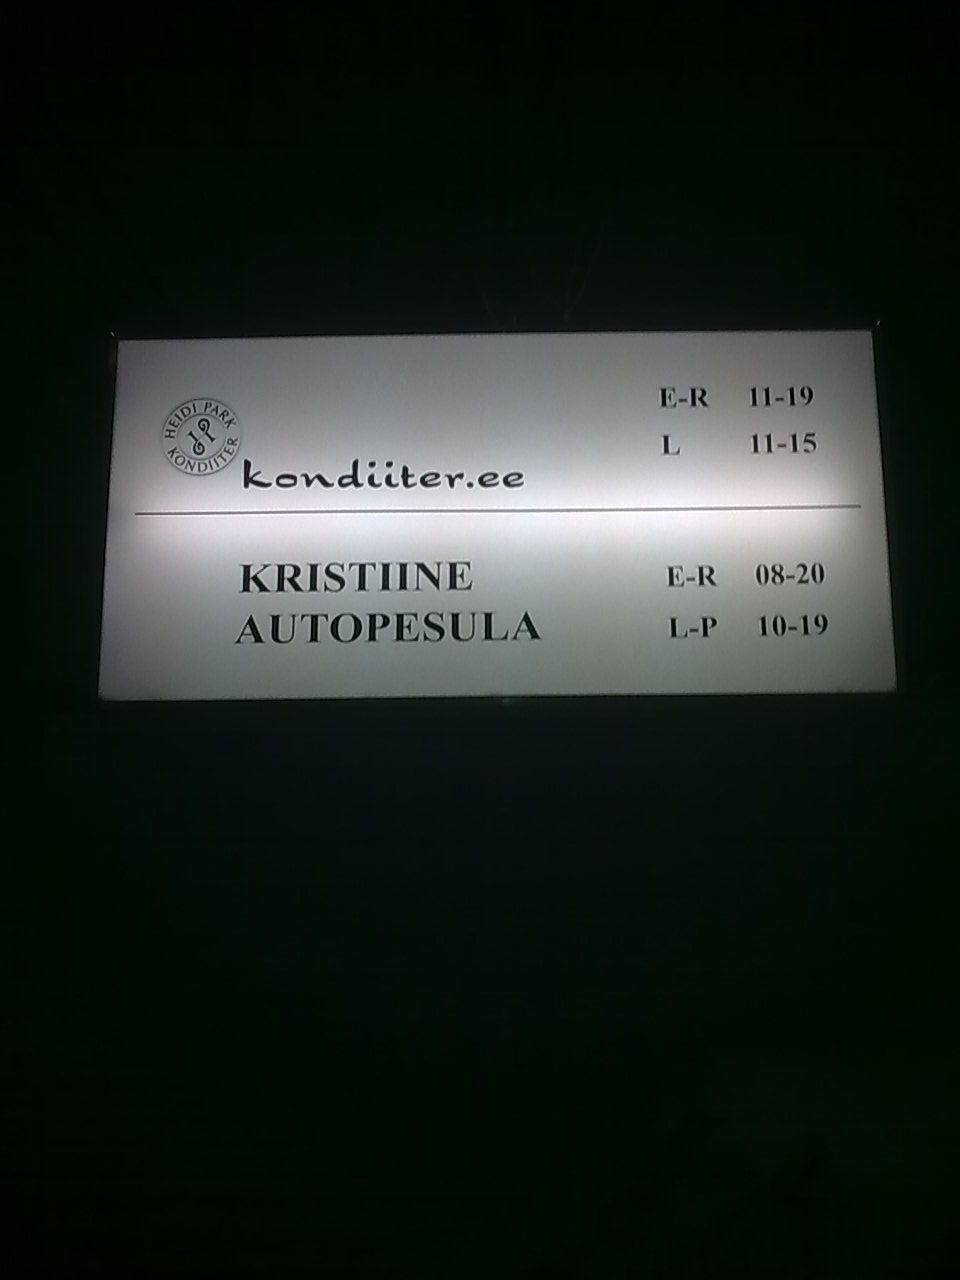 HEIDI PARK
KONDIITER
kondiiter.ee
E-R 11-19
L 11-15
KRISTIINE
AUTOPESULA
E-R 08-20
L-P 10-19